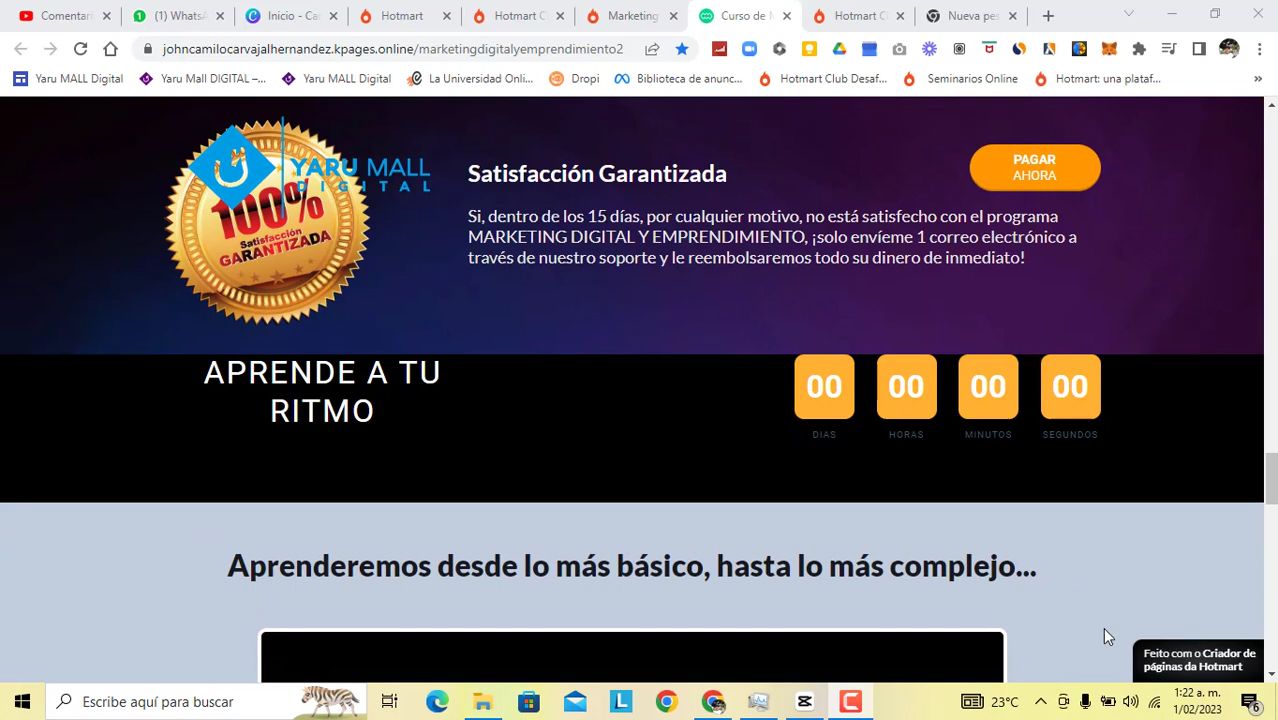 Comentari
(1) Whats
Inicio - Ca
Hotmart
Hotmart C
Marketing
Curso de
Hotmart C
Nueva pes
johncamilocarvajalhernandez.kpages.online/marketingdigitalyemprendimiento2
Yaru MALL Digital
Yaru Mall DIGITAL –...
Yaru MALL Digital
La Universidad Onli...
Dropi
Biblioteca de anunc...
Hotmart Club Desaf...
Seminarios Online
Hotmart: una plataf...
»
YARU MALL
DIGITAL
100%
Satisfacción
GARANTIZADA
Satisfacción Garantizada
PAGAR
AHORA
Si, dentro de los 15 días, por cualquier motivo, no está satisfecho con el programa
MARKETING DIGITAL Y EMPRENDIMIENTO, ¡solo envíeme 1 correo electrónico a
través de nuestro soporte y le reembolsaremos todo su dinero de inmediato!
APRENDE A TU
RITMO
00 00 00 00
DIAS HORAS MINUTOS SEGUNDOS
Aprenderemos desde lo más básico, hasta lo más complejo...
Feito com o Criador de
páginas da Hotmart
Escribe aquí para buscar
L
23°C
1:22 a. m.
1/02/2023
6